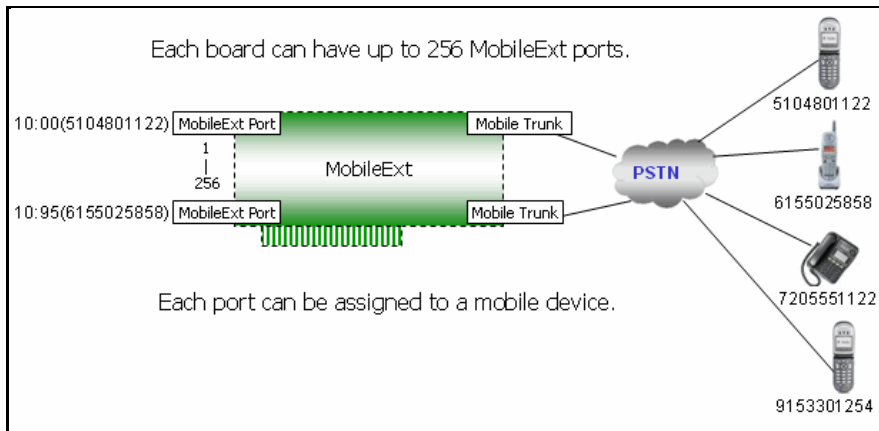 Each board can have up to 256 MobileExt ports.
5104801122
10:00(5104801122) MobileExt Port
Mobile Trunk
1
256
MobileExt
PSTN
6155025858
10:95(6155025858) MobileExt Port
Mobile Trunk
7205551122
Each port can be assigned to a mobile device.
9153301254